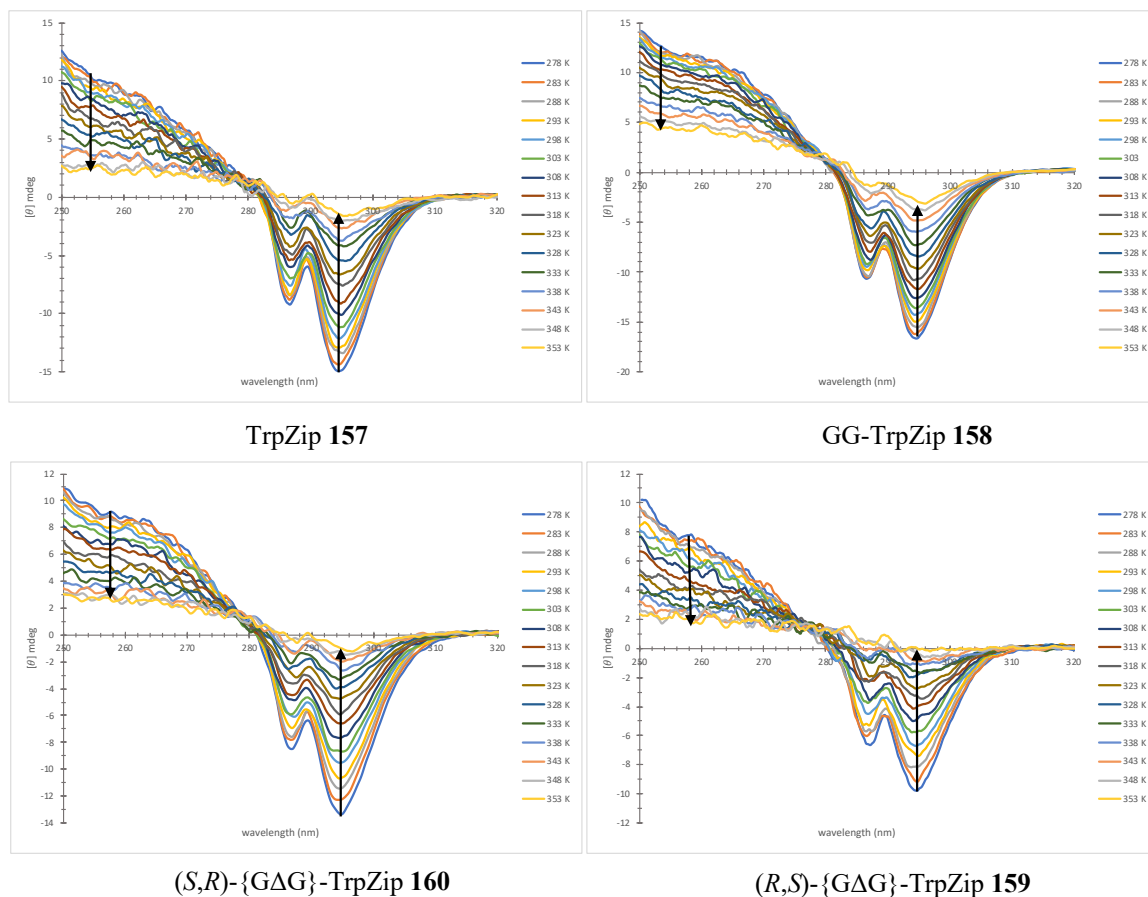 15
10
5
0
-5
-10
-15
250
260
270
280
290
300
310
320
[θ] mdeg
wavelength (nm)
278 K
283 K
288 K
293 K
298 K
303 K
308 K
313 K
318 K
323 K
328 K
333 K
338 K
343 K
348 K
353 K
TrpZip 157
15
10
5
0
-5
-10
-15
-20
250
260
270
280
290
300
310
320
[θ] mdeg
wavelength (nm)
278 K
283 K
288 K
293 K
298 K
303
308 K
313 K
318 K
323 K
328 K
333 K
338 K
343 K
348 K
353 K
GG-TrpZip 158
12
10
8
6
4
2
0
-2
-4
-6
-8
-10
-12
-14
250
260
270
280
290
300
310
320
[θ] mdeg
wavelength (nm)
278 K
283 K
288 K
293 K
298 K
303 K
308 K
313 K
318 K
323 K
328 K
333 K
338 K
343 K
348 K
353 K
(S,R)-{GΔG}-TrpZip 160
12
10
8
6
4
2
0
-2
-4
-6
-8
-10
-12
250
260
270
280
290
300
310
320
[θ] mdeg
wavelength (nm)
278 K
283 K
288 K
293 K
298 K
303 K
308 K
313 K
318 K
323 K
328 K
333 K
338 K
343 K
348 K
353 K
(R,S)-{GΔG}-TrpZip 159